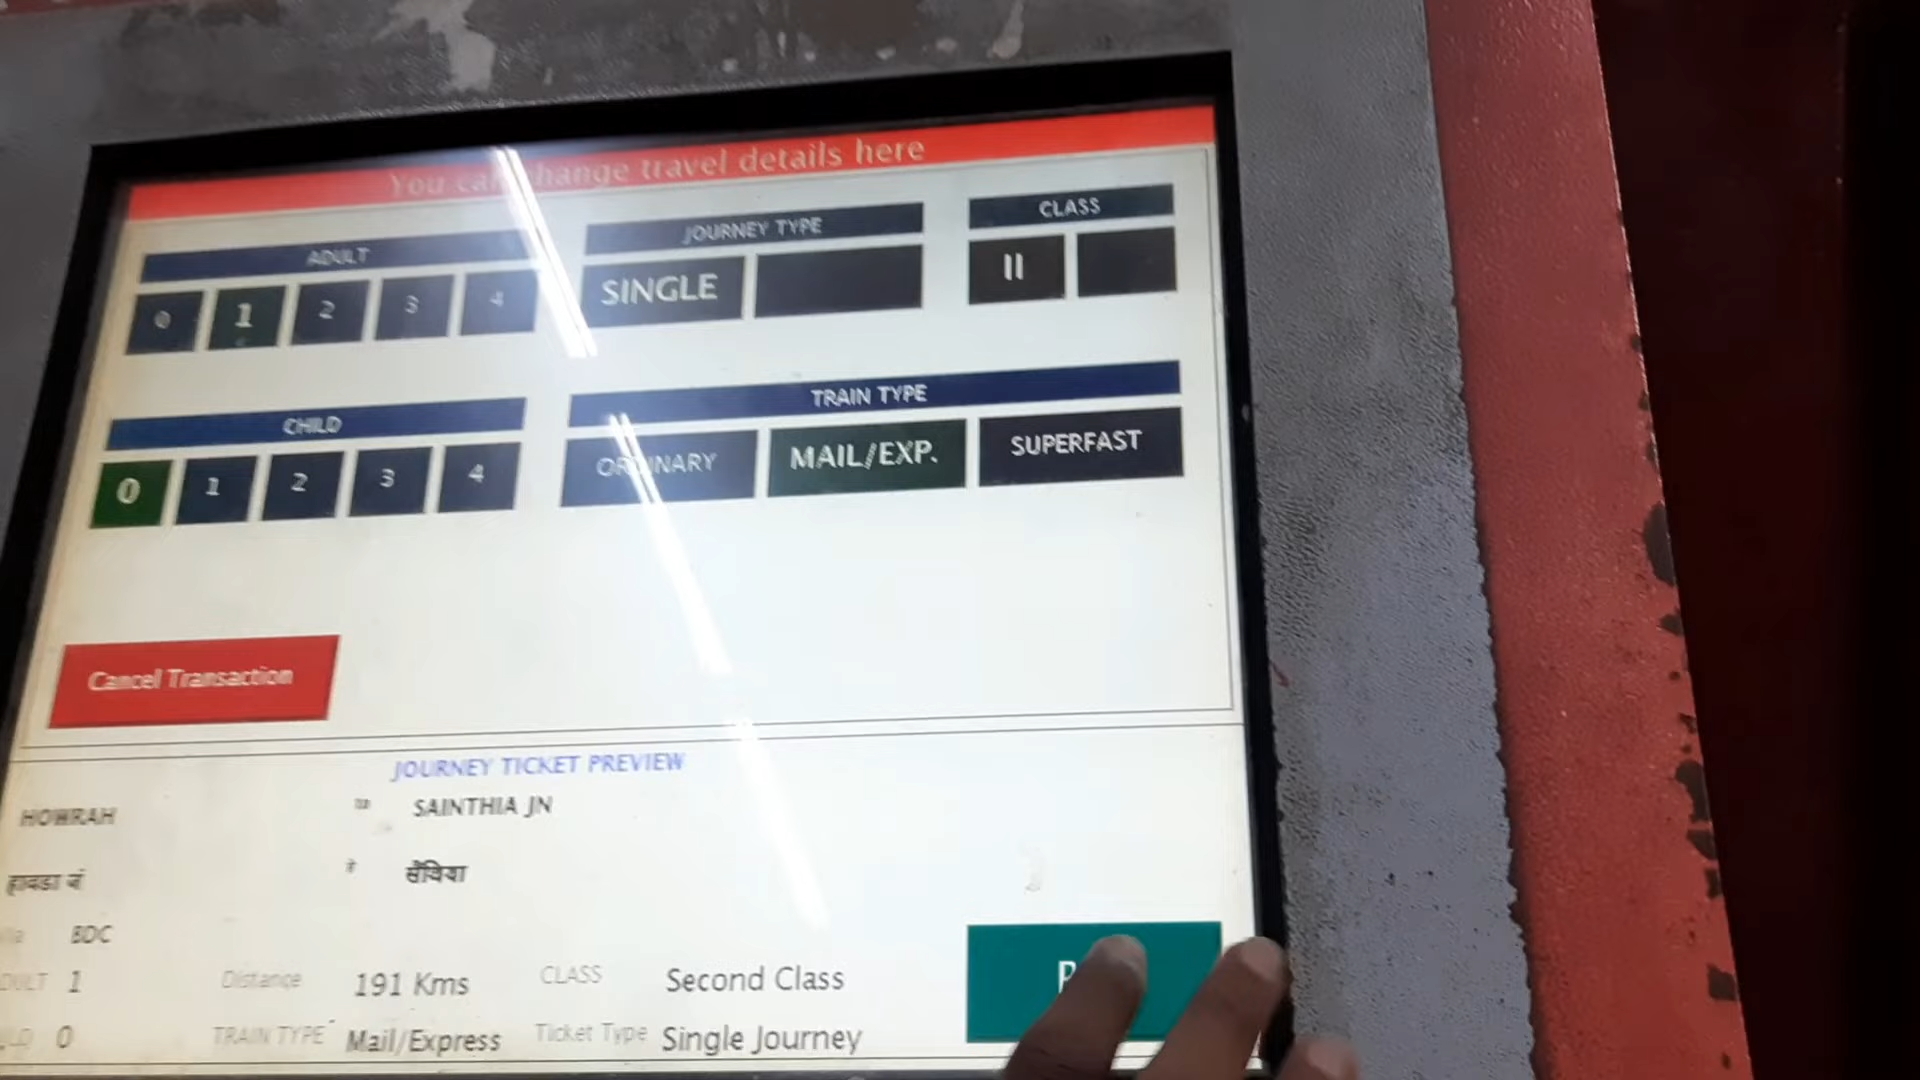 You can change travel details here
ADULT
JOURNEY TYPE
CLASS
0 1 2 3 4
SINGLE
II
CHILD
TRAIN TYPE
0 1 2 3 4
ORDINARY
MAIL/EXP.
SUPERFAST
Cancel Transaction
JOURNEY TICKET PREVIEW
HOWRAH
to
SAINTHIA JN
हावडा जं
से
सैंथिया
BDC
1
Distance
191 Kms
CLASS
Second Class
0
TRAIN TYPE
Mail/Express
Ticket Type
Single Journey